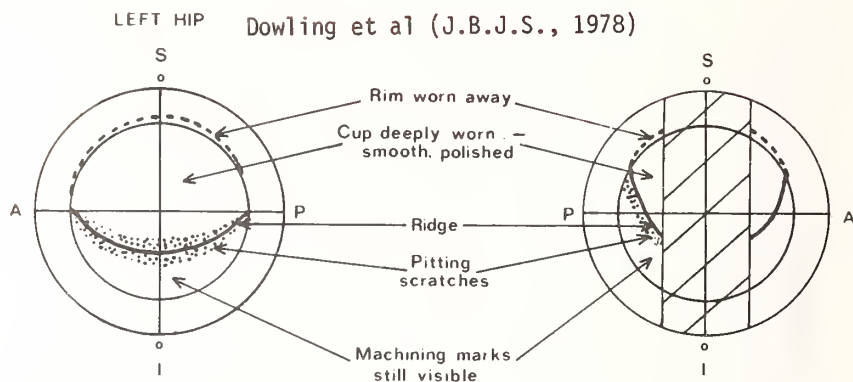 LEFT HIP
Dowling et al (J.B.J.S., 1978)
S
S
Rim worn away
Cup deeply worn –
smooth, polished
A
P
P
A
Ridge
Pitting
scratches
Machining marks
still visible
I
I